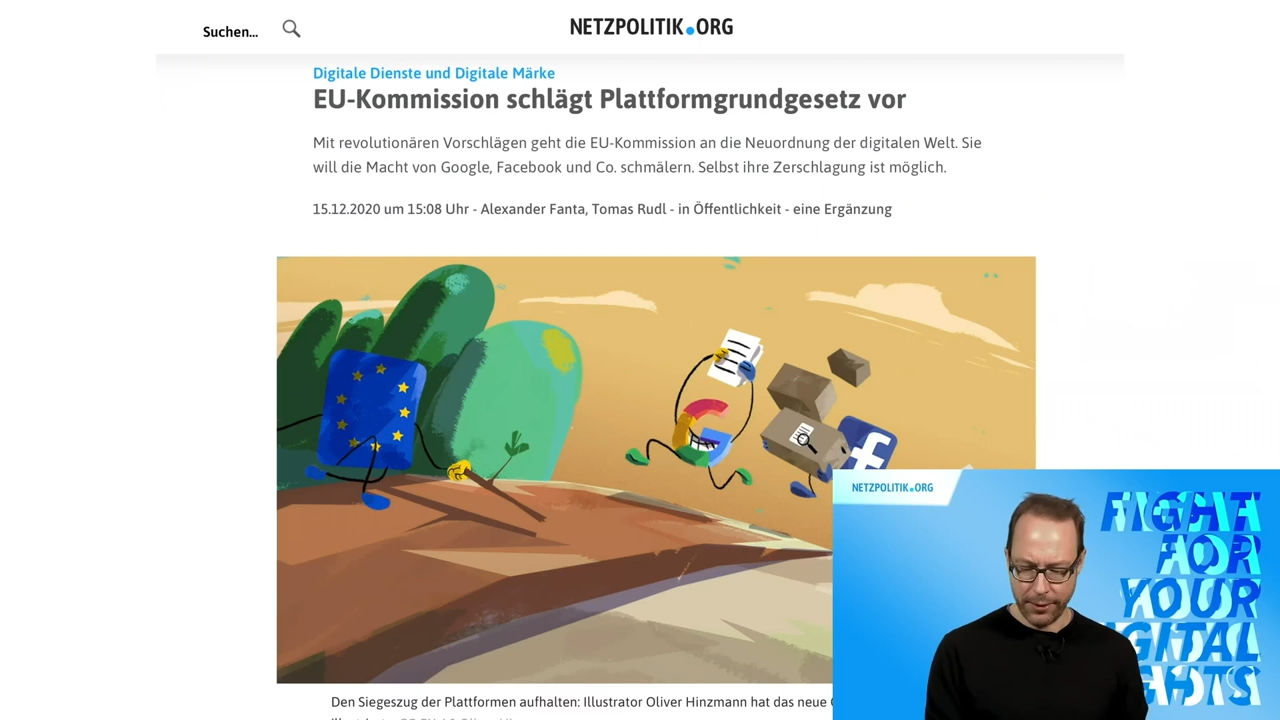 Suchen...
NETZPOLITIK.ORG
Digitale Dienste und Digitale Märke
EU-Kommission schlägt Plattformgrundgesetz vor
Mit revolutionären Vorschlägen geht die EU-Kommission an die Neuordnung der digitalen Welt. Sie
will die Macht von Google, Facebook und Co. schmälern. Selbst ihre Zerschlagung ist möglich.
15.12.2020 um 15:08 Uhr - Alexander Fanta, Tomas Rudl - in Öffentlichkeit - eine Ergänzung
G
f
NETZPOLITIK.ORG
FIGHT
FOR
YOUR
IGITAL
Den Siegeszug der Plattformen aufhalten: Illustrator Oliver Hinzmann hat das neue